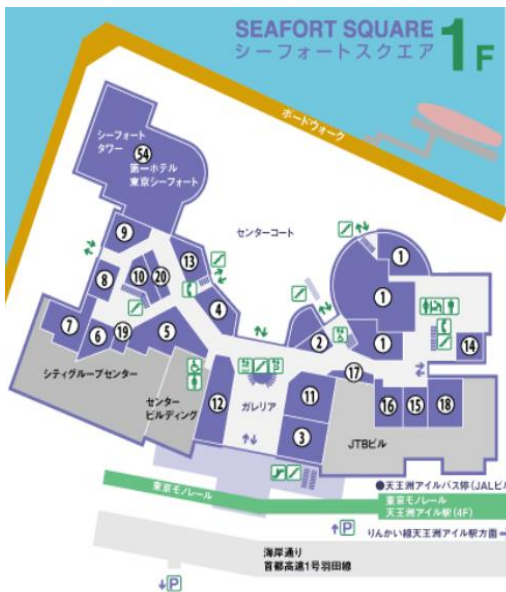 SEAFORT SQUARE
シーフォートスクエア
1F
ボードウォーク
シーフォート
タワー
54
第一ホテル
東京シーフォート
センターコート
9
13
1
8
10
20
1
4
7
6
19
5
2
1
14
17
シティグループセンター
センター
ビルディング
12
ガレリア
11
16
15
18
3
JTBビル
東京モノレール
●天王洲アイルバス停(JALビル
東京モノレール
天王洲アイル駅(4F)
P
りんかい線天王洲アイル駅方面
海岸通り
首都高速1号羽田線
P